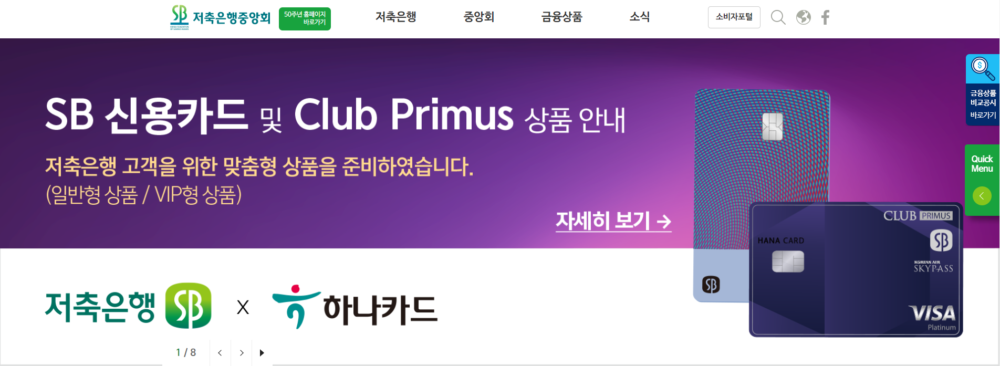 SB
KOREA FEDERATION
OF SAVINGS BANKS
저축은행중앙회
50주년 홈페이지
바로가기
저축은행
중앙회
금융상품
소식
소비자포털
SB 신용카드 및 Club Primus 상품 안내
저축은행 고객을 위한 맞춤형 상품을 준비하였습니다.
(일반형 상품 / VIP형 상품)
자세히 보기 →
$
금융상품
비교공시
바로가기
Quick
Menu
SB
CLUB PRIMUS
HANA CARD
SB
KOREAN AIR
SKYPASS
VISA
Platinum
저축은행 SB X 하나카드
1 / 8